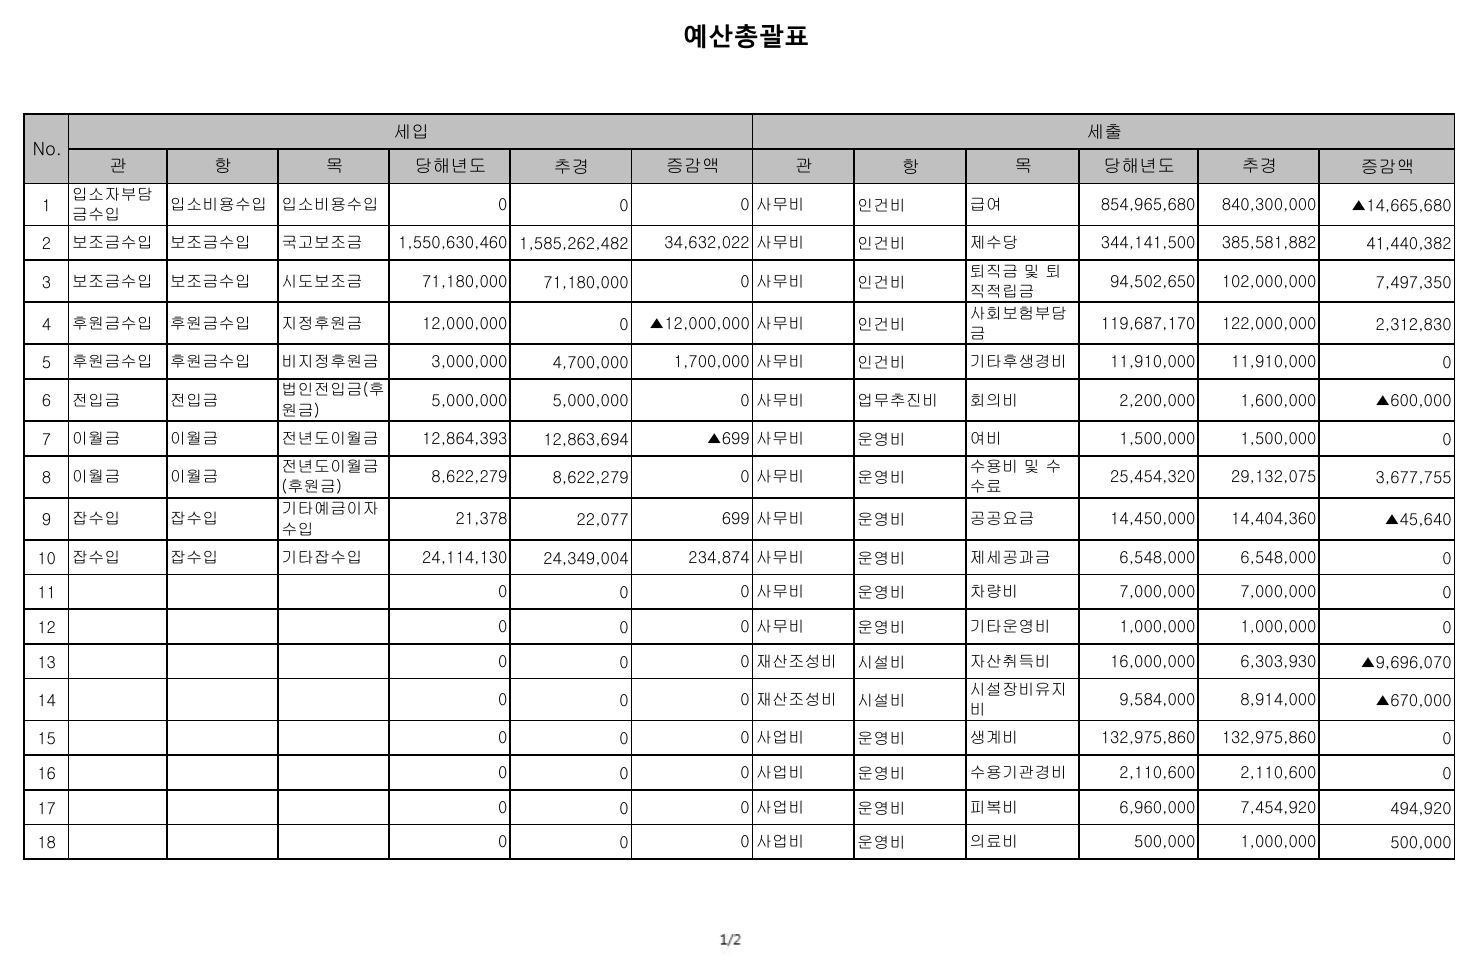 예산총괄표
No. 세입 세출
관 항 목 당해년도 추경 증감액 관 항 목 당해년도 추경 증감액
1 입소자부담금수입 입소비용수입 입소비용수입 0 0 0 사무비 인건비 급여 854,965,680 840,300,000 ▲14,665,680
2 보조금수입 보조금수입 국고보조금 1,550,630,460 1,585,262,482 34,632,022 사무비 인건비 제수당 344,141,500 385,581,882 41,440,382
3 보조금수입 보조금수입 시도보조금 71,180,000 71,180,000 0 사무비 인건비 퇴직금 및 퇴직적립금 94,502,650 102,000,000 7,497,350
4 후원금수입 후원금수입 지정후원금 12,000,000 0 ▲12,000,000 사무비 인건비 사회보험부담금 119,687,170 122,000,000 2,312,830
5 후원금수입 후원금수입 비지정후원금 3,000,000 4,700,000 1,700,000 사무비 인건비 기타후생경비 11,910,000 11,910,000 0
6 전입금 전입금 법인전입금(후원금) 5,000,000 5,000,000 0 사무비 업무추진비 회의비 2,200,000 1,600,000 ▲600,000
7 이월금 이월금 전년도이월금 12,864,393 12,863,694 ▲699 사무비 운영비 여비 1,500,000 1,500,000 0
8 이월금 이월금 전년도이월금(후원금) 8,622,279 8,622,279 0 사무비 운영비 수용비 및 수수료 25,454,320 29,132,075 3,677,755
9 잡수입 잡수입 기타예금이자수입 21,378 22,077 699 사무비 운영비 공공요금 14,450,000 14,404,360 ▲45,640
10 잡수입 잡수입 기타잡수입 24,114,130 24,349,004 234,874 사무비 운영비 제세공과금 6,548,000 6,548,000 0
11 0 0 0 사무비 운영비 차량비 7,000,000 7,000,000 0
12 0 0 0 사무비 운영비 기타운영비 1,000,000 1,000,000 0
13 0 0 0 재산조성비 시설비 자산취득비 16,000,000 6,303,930 ▲9,696,070
14 0 0 0 재산조성비 시설비 시설장비유지비 9,584,000 8,914,000 ▲670,000
15 0 0 0 사업비 운영비 생계비 132,975,860 132,975,860 0
16 0 0 0 사업비 운영비 수용기관경비 2,110,600 2,110,600 0
17 0 0 0 사업비 운영비 피복비 6,960,000 7,454,920 494,920
18 0 0 0 사업비 운영비 의료비 500,000 1,000,000 500,000
1/2